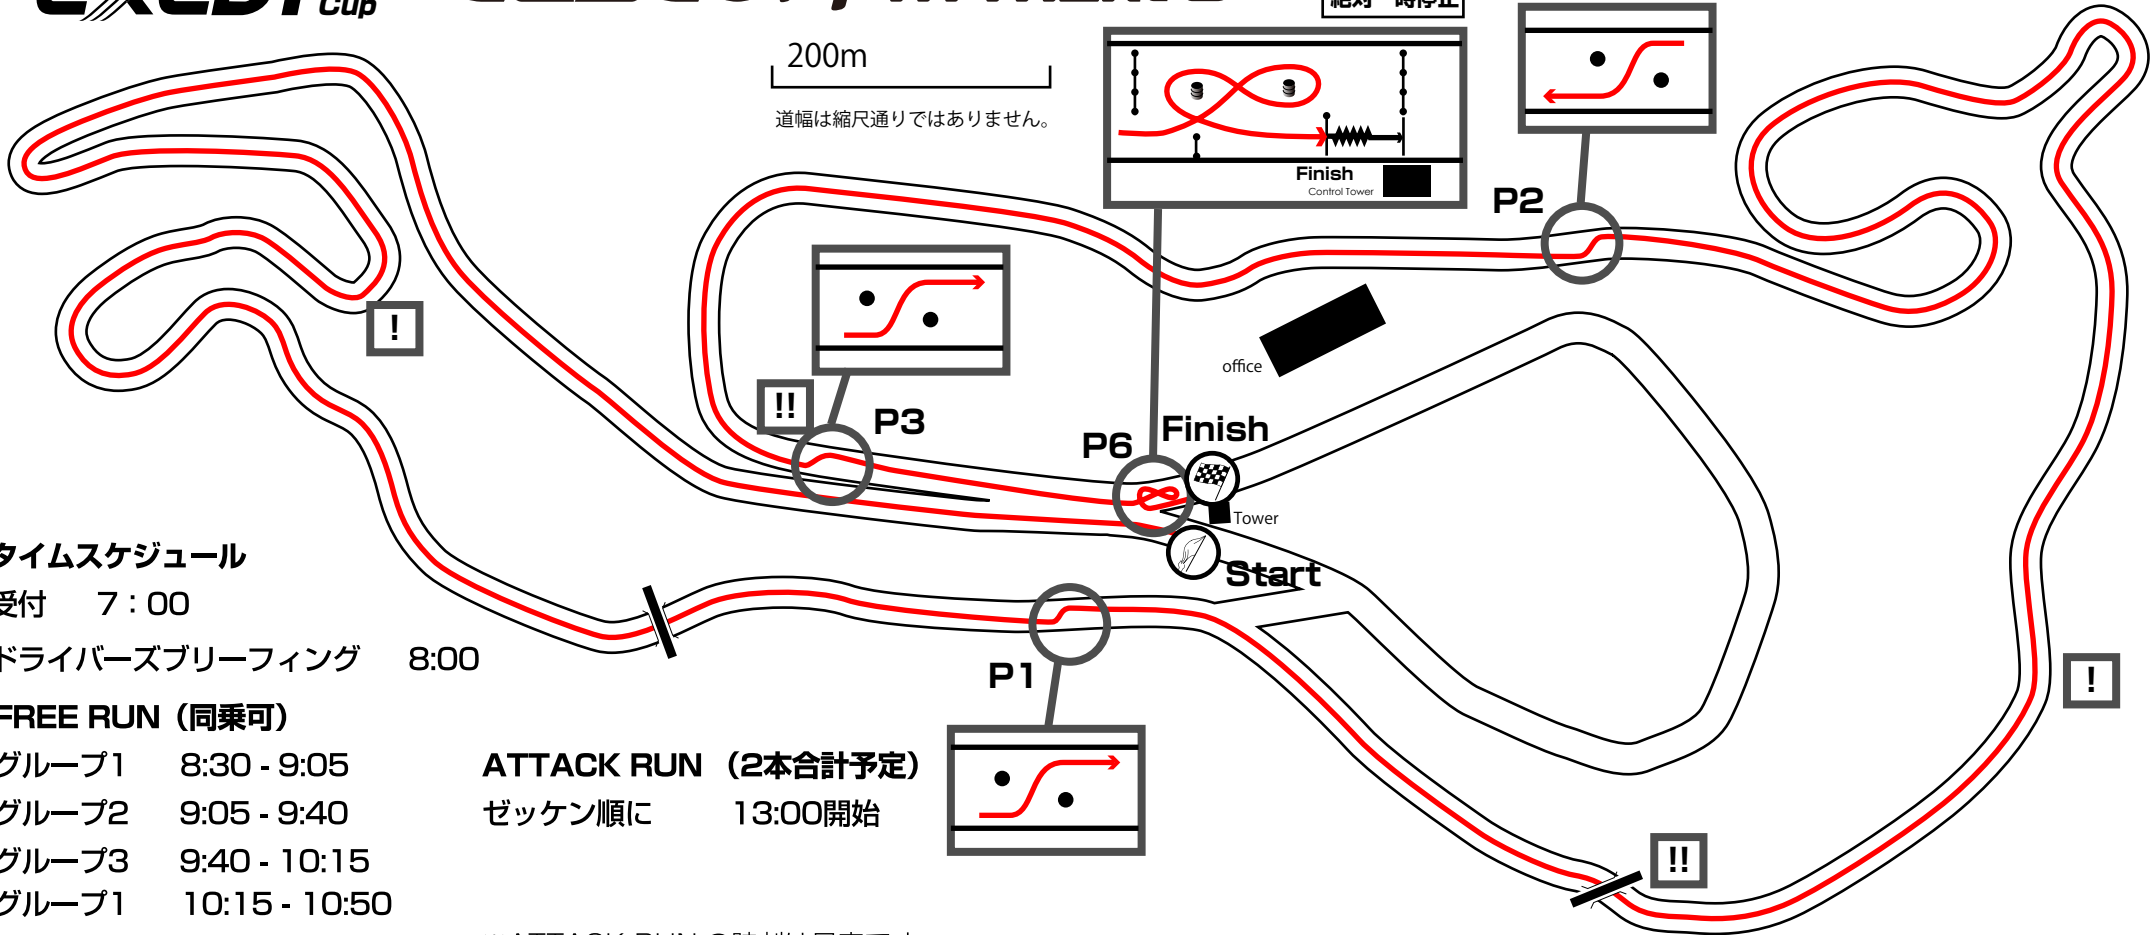 EXEDY Cup
200m
道幅は縮尺通りではありません。
Finish
Control Tower
P2
office
P3
!!
!
P6
Finish
Tower
Start
P1
!
!!
タイムスケジュール
受付 7：00
ドライバーズブリーフィング 8:00
FREE RUN（同乗可）
グループ1 8:30 - 9:05
グループ2 9:05 - 9:40
グループ3 9:40 - 10:15
グループ1 10:15 - 10:50
ATTACK RUN （2本合計予定）
ゼッケン順に 13:00開始